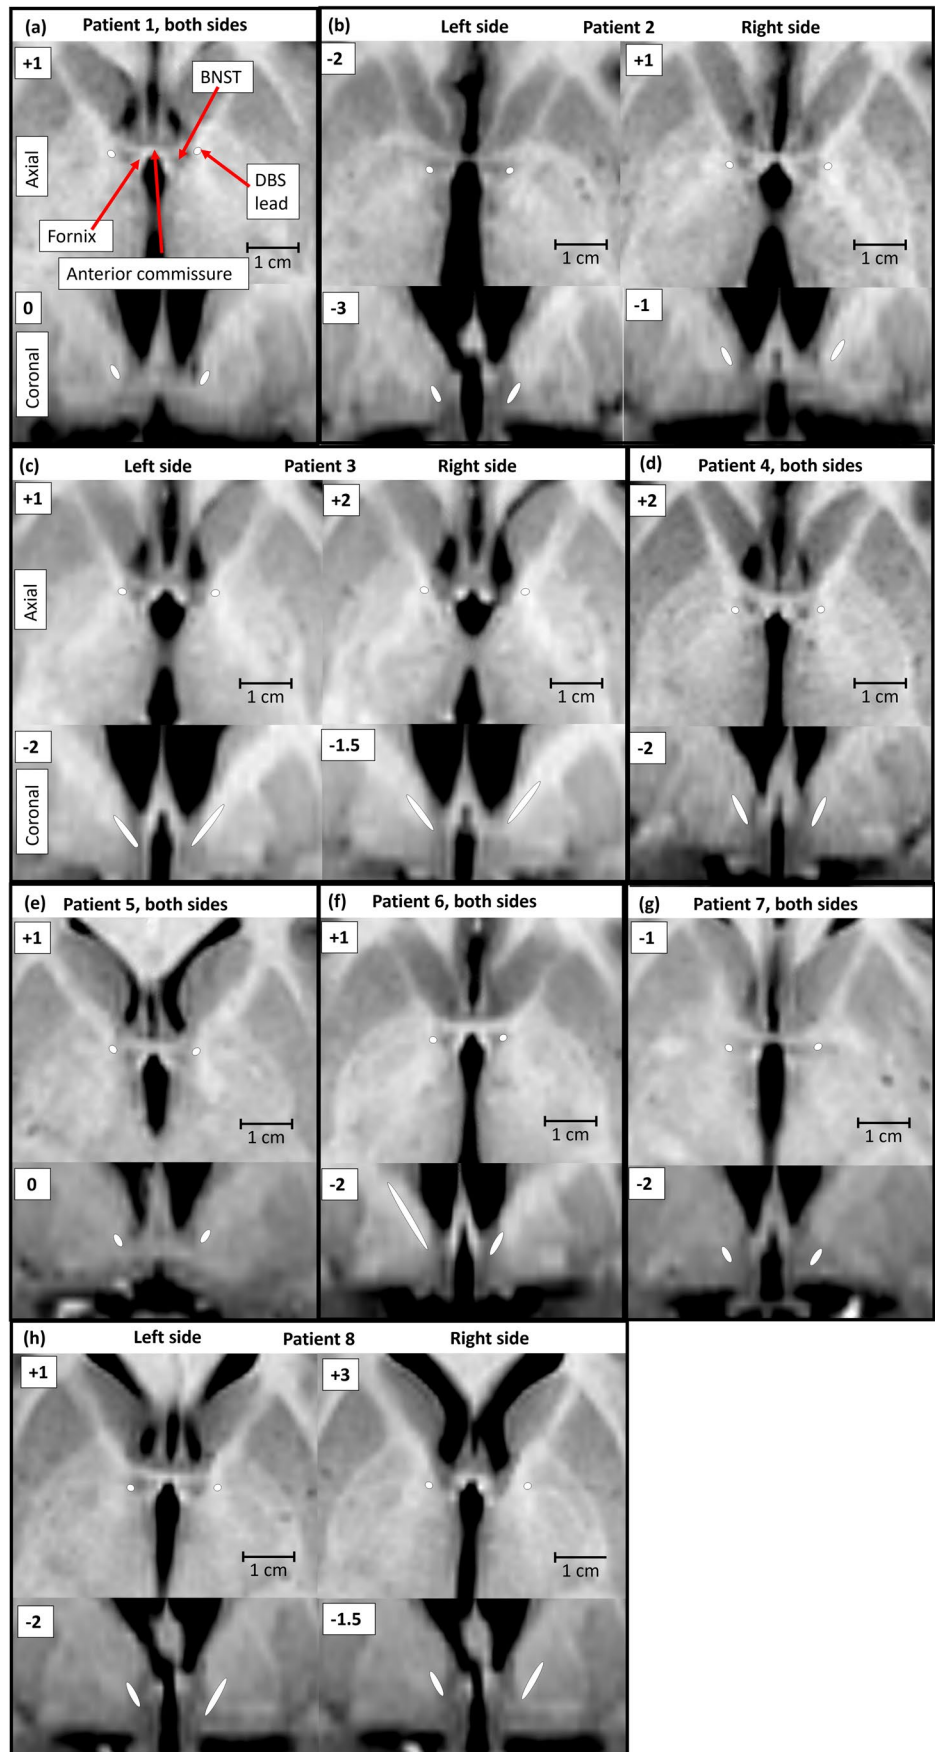 (a) Patient 1, both sides
+1
BNST
Axial
DBS
lead
Fornix
1 cm
Anterior commissure
0
Coronal
(b) Left side Patient 2 Right side
-2 +1
1 cm 1 cm
-3 -1
(c) Left side Patient 3 Right side
+1 +2
Axial
1 cm 1 cm
-2 -1.5
Coronal
(d) Patient 4, both sides
+2
1 cm
-2
(e) Patient 5, both sides
+1
1 cm
0
(f) Patient 6, both sides
+1
1 cm
-2
(g) Patient 7, both sides
-1
1 cm
-2
(h) Left side Patient 8 Right side
+1 +3
1 cm 1 cm
-2 -1.5